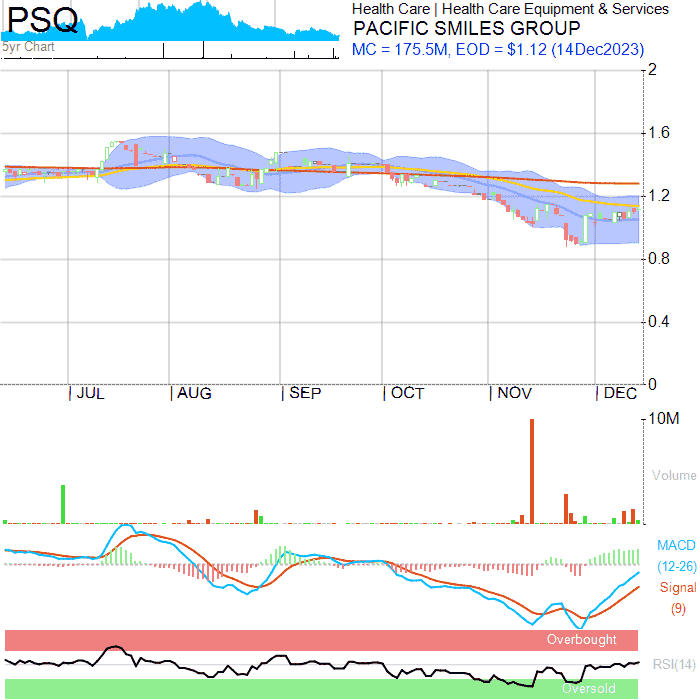 PSQ
5yr Chart
Health Care | Health Care Equipment & Services
PACIFIC SMILES GROUP
MC = 175.5M, EOD = $1.12 (14Dec2023)
2
1.6
1.2
0.8
0.4
0
JUL AUG SEP OCT NOV DEC
10M
Volume
MACD
(12-26)
Signal
(9)
Overbought
RSI(14)
Oversold